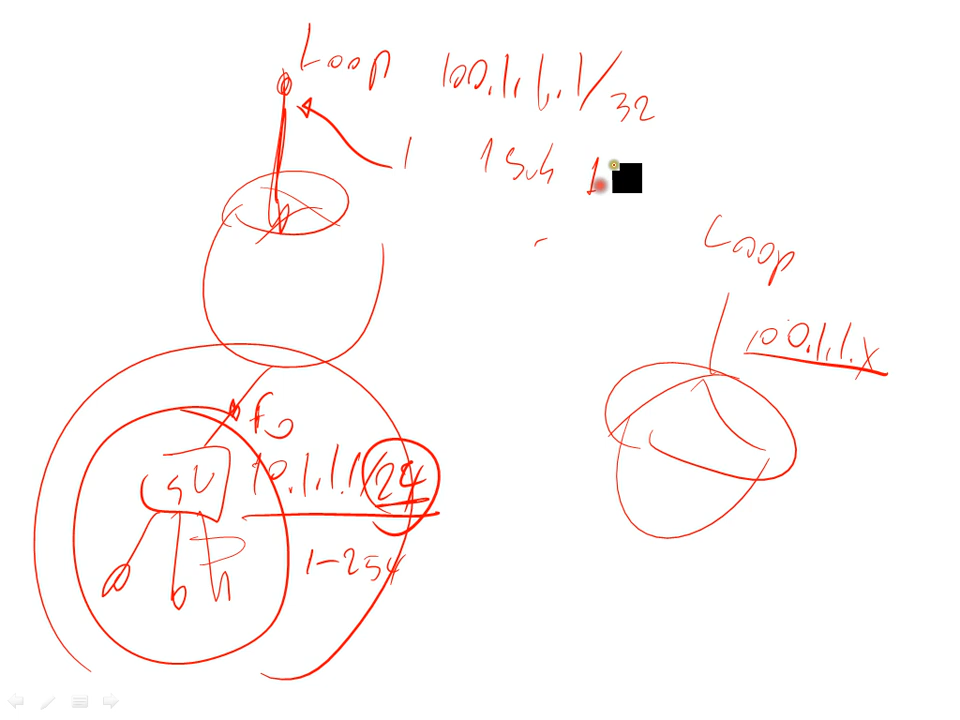 Loop 100.1.1.1/32
1 1 Sub 1
Loop
100.1.1.x
f0
SW 10.1.1.1/24
1-254